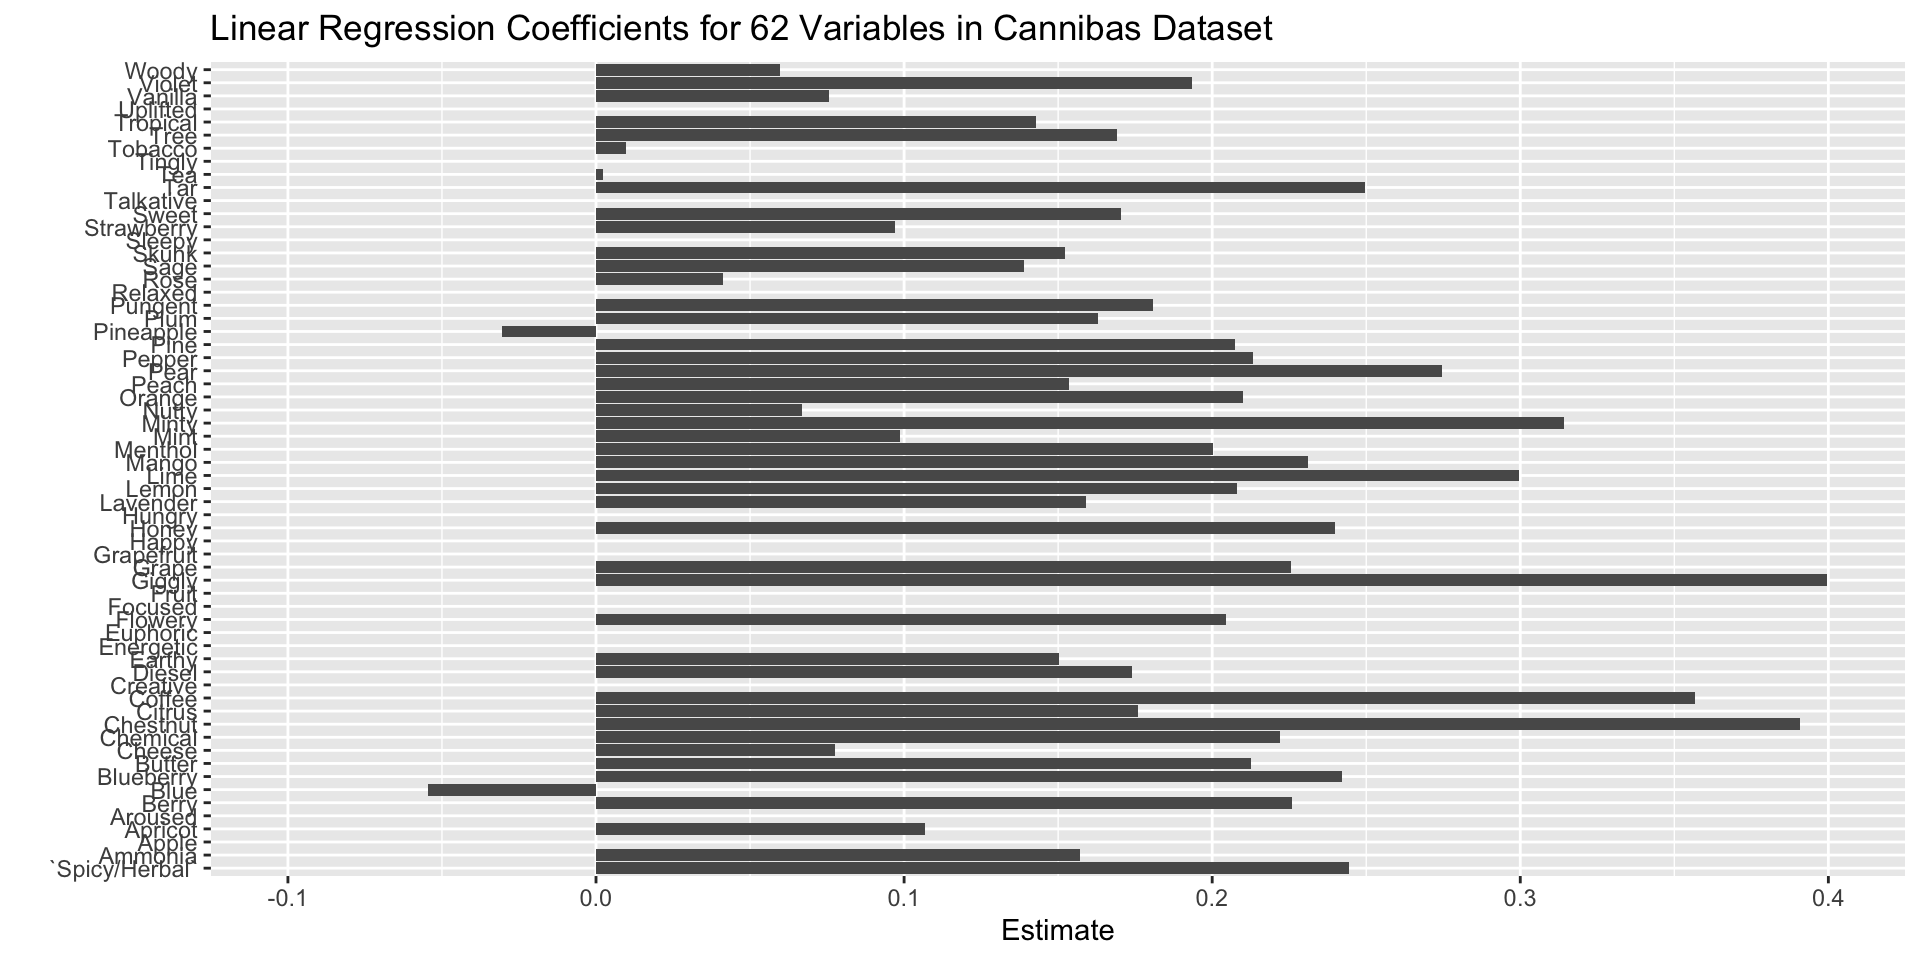 Linear Regression Coefficients for 62 Variables in Cannibas Dataset
Woody
Violet
Vanilla
Uplifted
Tropical
Tree
Tobacco
Tingly
Tea
Tar
Talkative
Sweet
Strawberry
Sleepy
Skunk
Sage
Rose
Relaxed
Pungent
Plum
Pineapple
Pine
Pepper
Pear
Peach
Orange
Nutty
Minty
Mint
Menthol
Mango
Lime
Lemon
Lavender
Hungry
Honey
Happy
Grapefruit
Grape
Giggly
Fruit
Focused
Flowery
Euphoric
Energetic
Earthy
Diesel
Creative
Coffee
Citrus
Chestnut
Chemical
Cheese
Butter
Blueberry
Blue
Berry
Aroused
Apricot
Apple
Ammonia
`Spicy/Herbal`
-0.1 0.0 0.1 0.2 0.3 0.4
Estimate